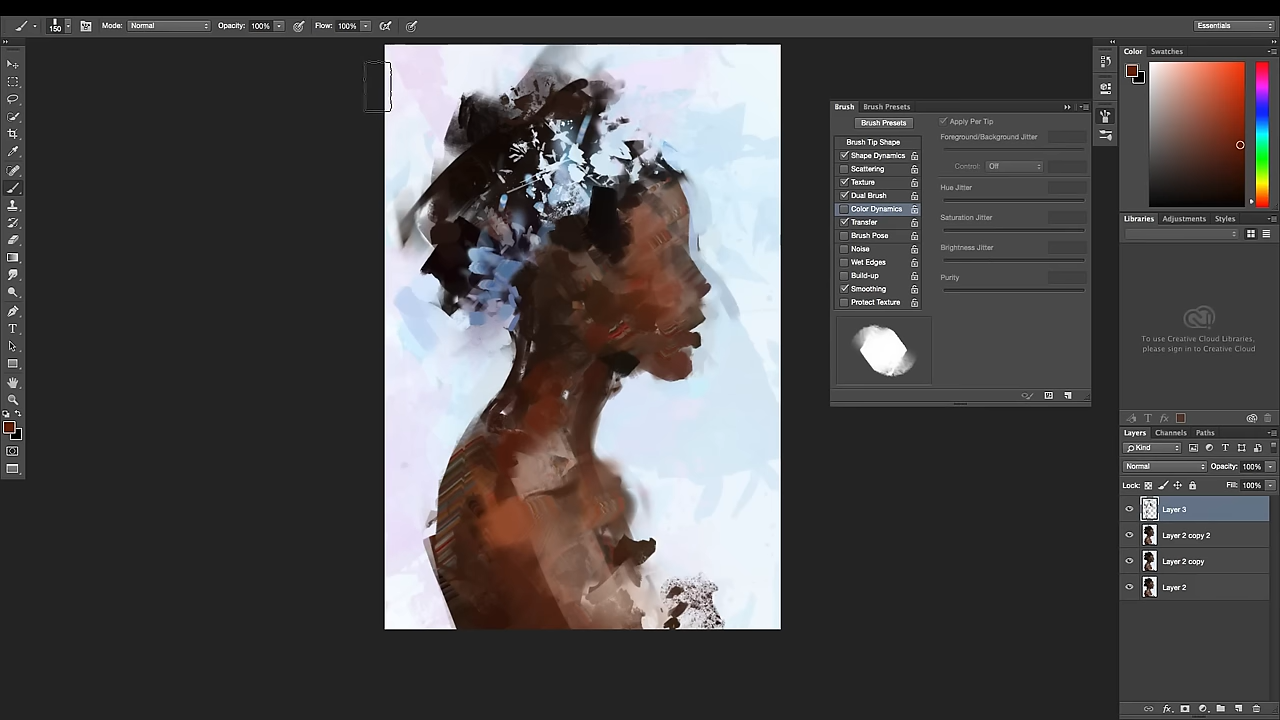 150 Mode: Normal Opacity: 100% Flow: 100% Essentials
Color Swatches
Brush Brush Presets
Brush Presets
Apply Per Tip
Foreground/Background Jitter
Brush Tip Shape
Shape Dynamics
Scattering
Control: Off
Texture
Hue Jitter
Dual Brush
Color Dynamics
Saturation Jitter
Transfer
Brush Pose
Noise
Brightness Jitter
Wet Edges
Build-up
Purity
Smoothing
Protect Texture
Libraries Adjustments Styles
To use Creative Cloud Libraries,
please sign in to Creative Cloud
Layers Channels Paths
Kind
Normal Opacity: 100%
Lock: Fill: 100%
Layer 3
Layer 2 copy 2
Layer 2 copy
Layer 2